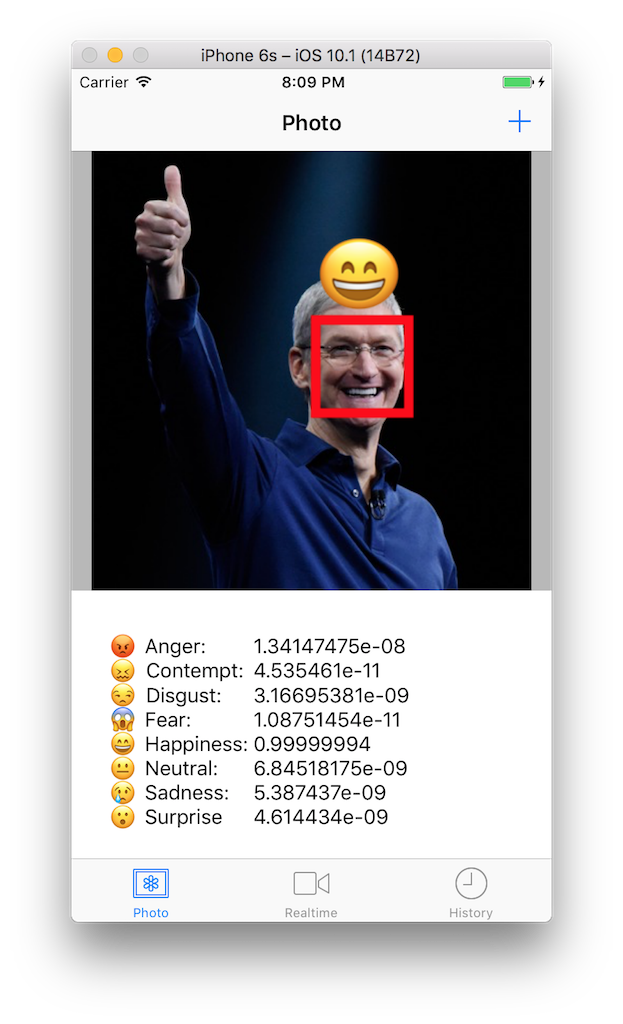 iPhone 6s – iOS 10.1 (14B72)
Carrier 8:09 PM
Photo +
Anger: 1.34147475e-08
Contempt: 4.535461e-11
Disgust: 3.16695381e-09
Fear: 1.08751454e-11
Happiness: 0.99999994
Neutral: 6.84518175e-09
Sadness: 5.387437e-09
Surprise 4.614434e-09
Photo Realtime History